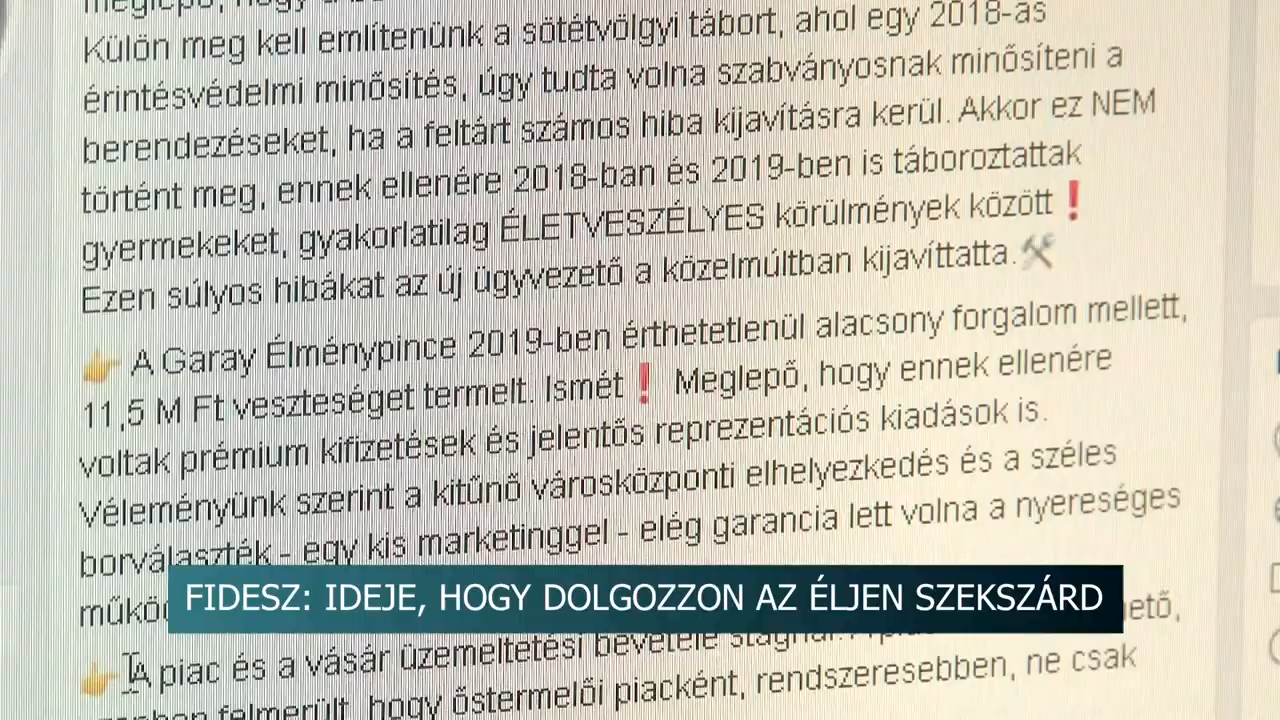 meglepő, hogy
Külön meg kell említenünk a sötétvölgyi tábort, ahol egy 2018-as
érintésvédelmi minősítés, úgy tudta volna szabványosnak minősíteni a
berendezéseket, ha a feltárt számos hiba kijavításra kerül. Akkor ez NEM
történt meg, ennek ellenére 2018-ban és 2019-ben is táboroztattak
gyermekeket, gyakorlatilag ÉLETVESZÉLYES körülmények között❗
Ezen súlyos hibákat az új ügyvezető a közelmúltban kijavíttatta.🛠
👉 A Garay Élménypince 2019-ben érthetetlenül alacsony forgalom mellett,
11,5 M Ft veszteséget termelt. Ismét❗ Meglepő, hogy ennek ellenére
voltak prémium kifizetések és jelentős reprezentációs kiadások is.
Véleményünk szerint a kitűnő városközponti elhelyezkedés és a széles
borválaszték - egy kis marketinggel - elég garancia lett volna a nyereséges
FIDESZ: IDEJE, HOGY DOLGOZZON AZ ÉLJEN SZEKSZÁRD
👉 A piac és a vásár üzemeltetési bevétele
felmerült, hogy őstermelői piacként, rendszeresebben, ne csak